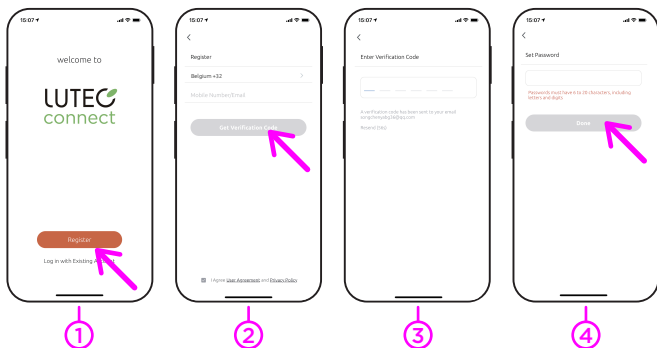 15:07
welcome to
LUTEC
connect
Register
Log in with Existing
1
15:07
Register
Belgium +32
Mobile Number/Email
Get Verification Code
I Agree User Agreement and Privacy Policy
2
15:07
Enter Verification Code
A verification code has been sent to your email
Resend (58s)
3
15:07
Set Password
Passwords must have 6 to 20 characters, including
letters and digits
Done
4